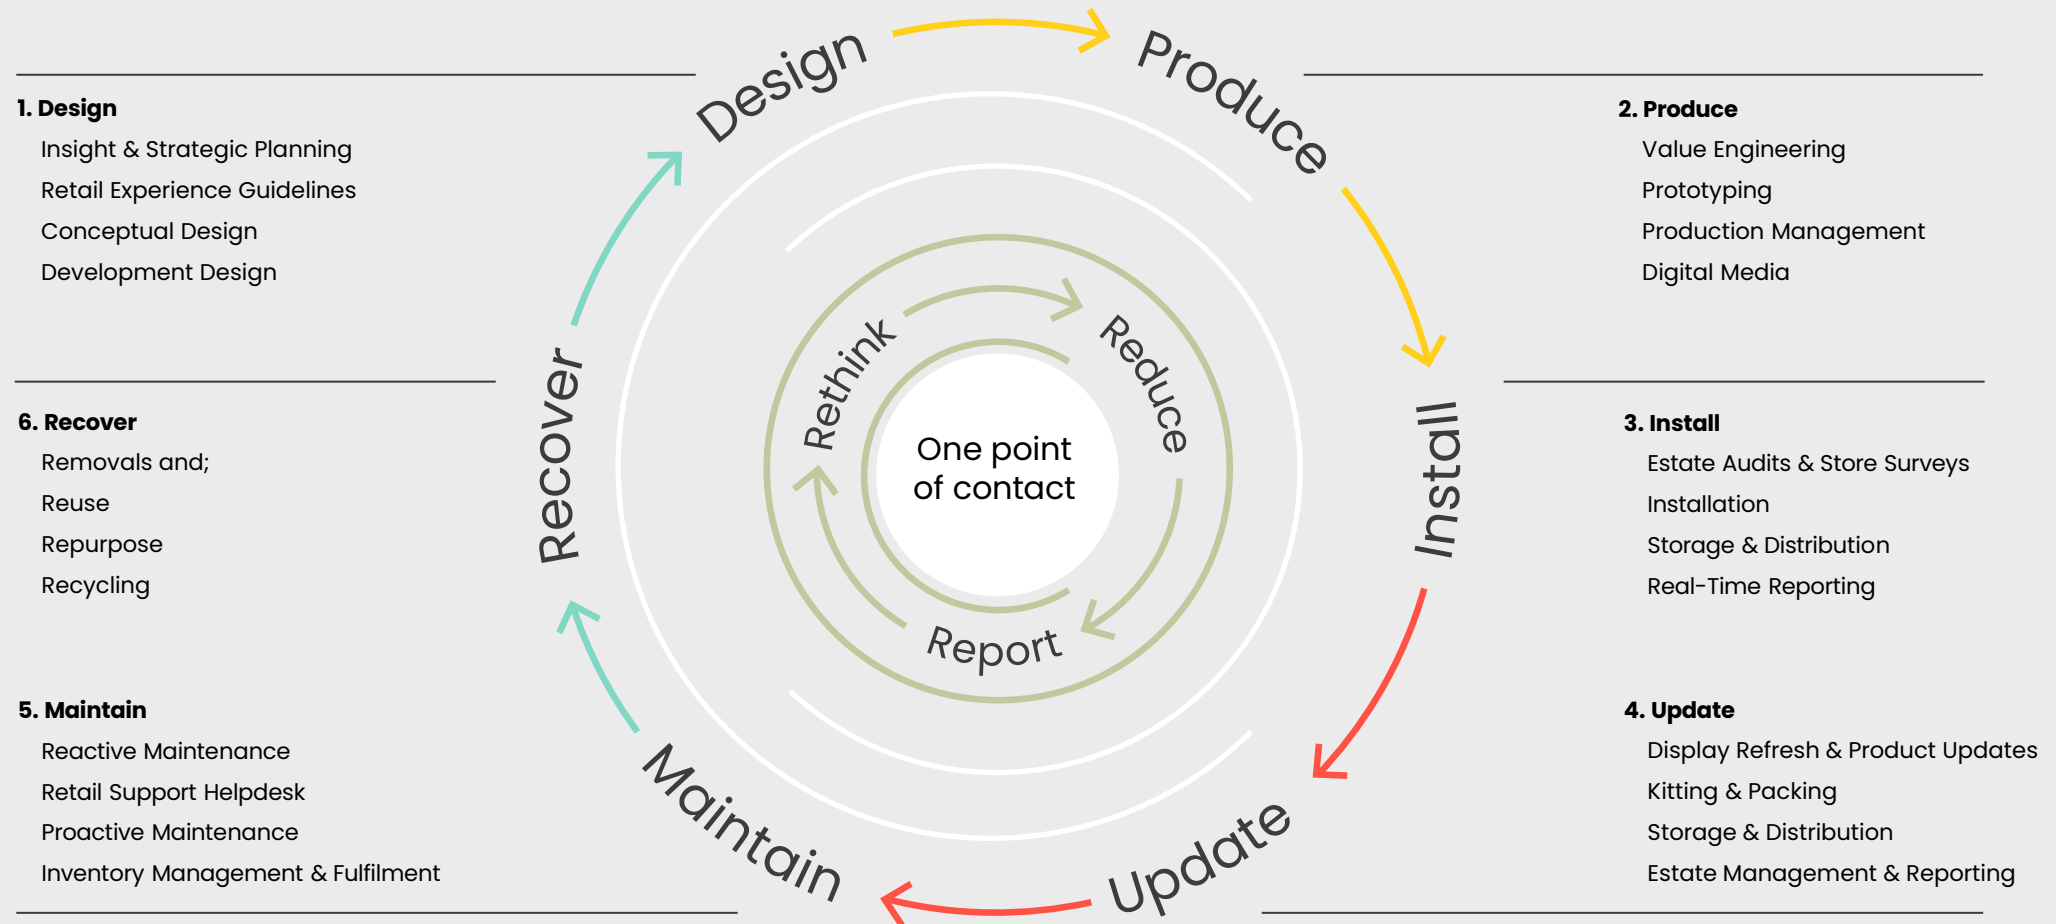 Design
Produce
Install
Update
Maintain
Recover
Rethink
Reduce
Report
One point
of contact
1. Design
Insight & Strategic Planning
Retail Experience Guidelines
Conceptual Design
Development Design
2. Produce
Value Engineering
Prototyping
Production Management
Digital Media
3. Install
Estate Audits & Store Surveys
Installation
Storage & Distribution
Real-Time Reporting
4. Update
Display Refresh & Product Updates
Kitting & Packing
Storage & Distribution
Estate Management & Reporting
5. Maintain
Reactive Maintenance
Retail Support Helpdesk
Proactive Maintenance
Inventory Management & Fulfilment
6. Recover
Removals and;
Reuse
Repurpose
Recycling